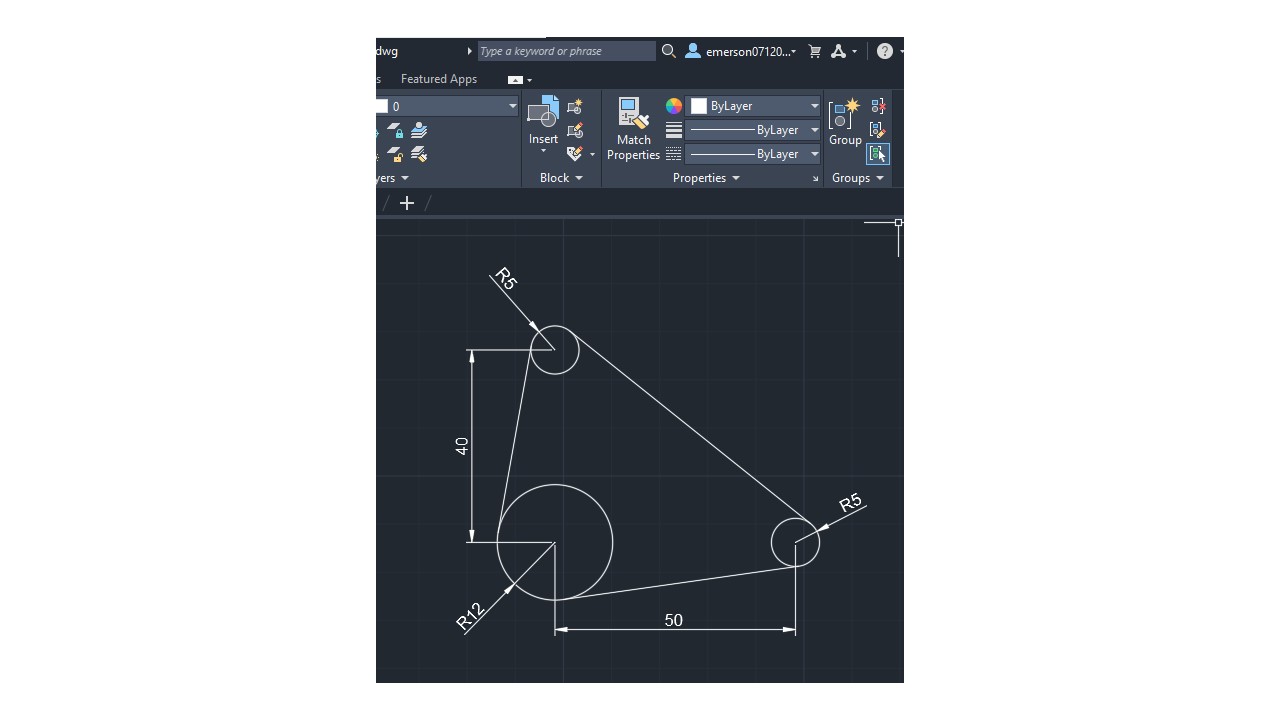 dwg
Type a keyword or phrase
emerson07120...
?
s Featured Apps
0
ByLayer
Insert
Match
Properties
ByLayer
ByLayer
Group
yers
Block
Properties
Groups
R5
40
R5
R12
50